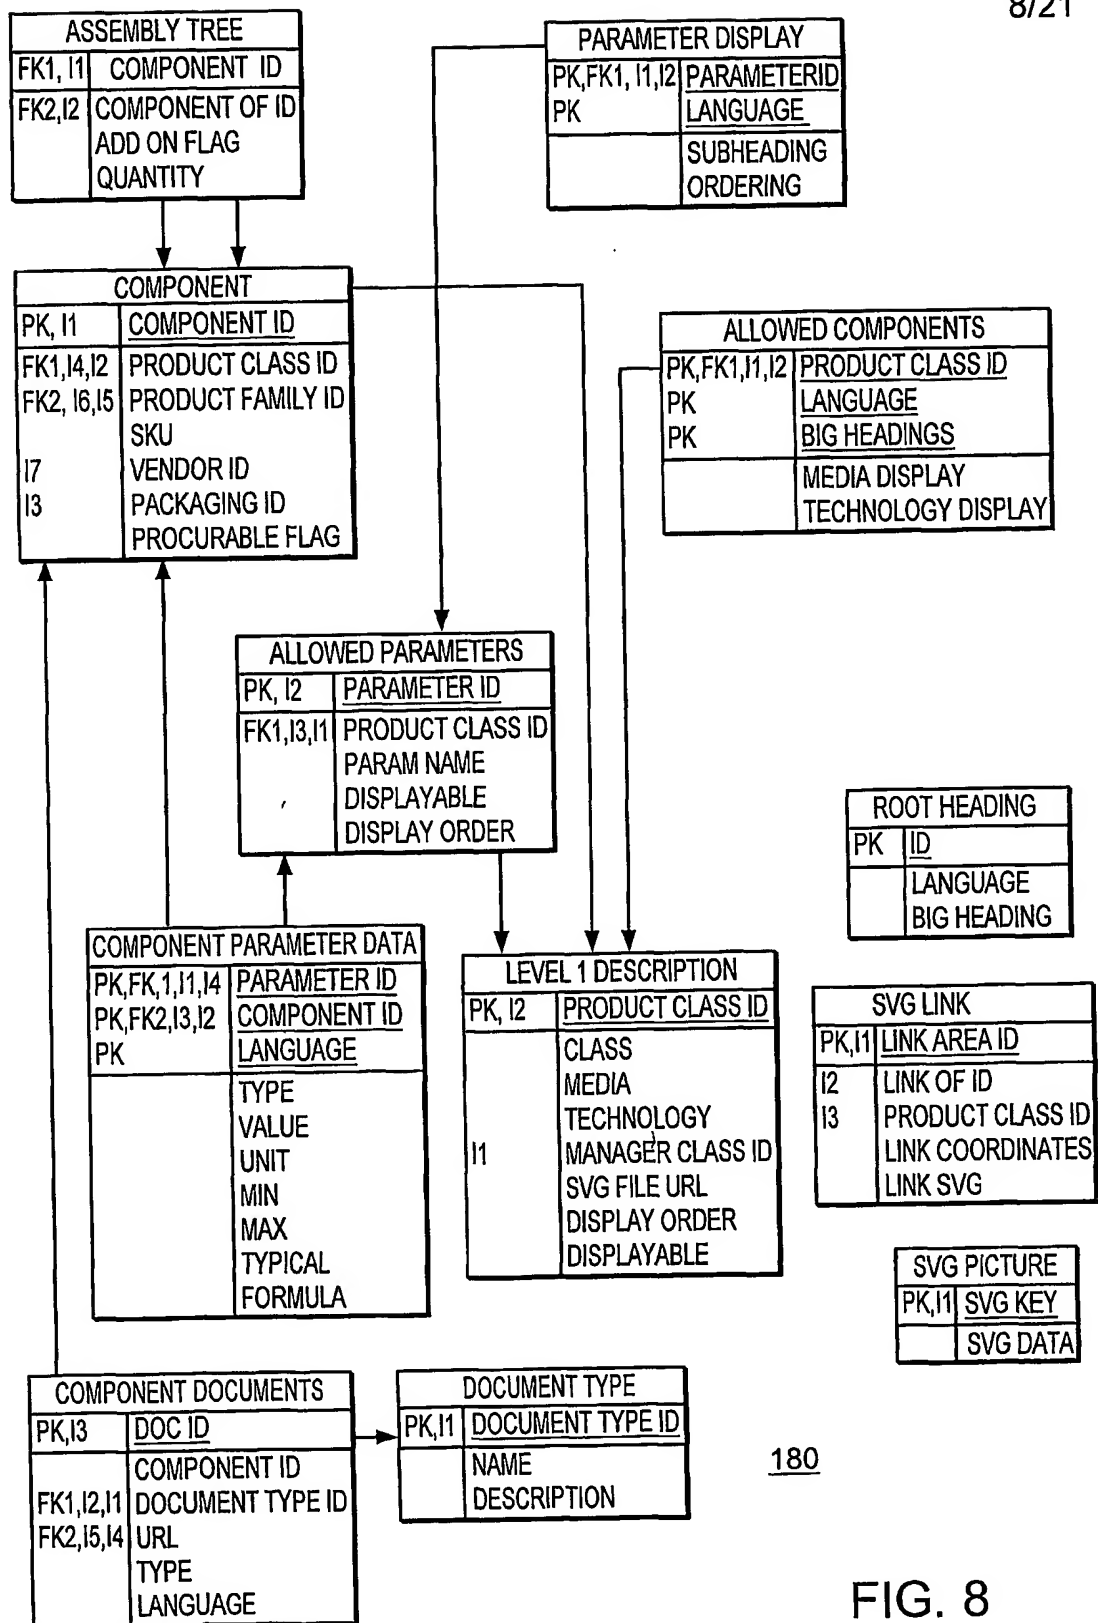 8/21
ASSEMBLY TREE
FK1, I1 COMPONENT ID
FK2,I2 COMPONENT OF ID
ADD ON FLAG
QUANTITY
PARAMETER DISPLAY
PK,FK1, I1,I2 PARAMETERID
PK LANGUAGE
SUBHEADING
ORDERING
COMPONENT
PK, I1 COMPONENT ID
FK1,I4,I2 PRODUCT CLASS ID
FK2, I6,I5 PRODUCT FAMILY ID
SKU
I7 VENDOR ID
I3 PACKAGING ID
PROCURABLE FLAG
ALLOWED COMPONENTS
PK,FK1,I1,I2 PRODUCT CLASS ID
PK LANGUAGE
PK BIG HEADINGS
MEDIA DISPLAY
TECHNOLOGY DISPLAY
ALLOWED PARAMETERS
PK, I2 PARAMETER ID
FK1,I3,I1 PRODUCT CLASS ID
PARAM NAME
DISPLAYABLE
DISPLAY ORDER
ROOT HEADING
PK ID
LANGUAGE
BIG HEADING
COMPONENT PARAMETER DATA
PK,FK,1,I1,I4 PARAMETER ID
PK,FK2,I3,I2 COMPONENT ID
PK LANGUAGE
TYPE
VALUE
UNIT
MIN
MAX
TYPICAL
FORMULA
LEVEL 1 DESCRIPTION
PK, I2 PRODUCT CLASS ID
CLASS
MEDIA
TECHNOLOGY
I1 MANAGER CLASS ID
SVG FILE URL
DISPLAY ORDER
DISPLAYABLE
SVG LINK
PK,I1 LINK AREA ID
I2 LINK OF ID
I3 PRODUCT CLASS ID
LINK COORDINATES
LINK SVG
SVG PICTURE
PK,I1 SVG KEY
SVG DATA
COMPONENT DOCUMENTS
PK,I3 DOC ID
COMPONENT ID
FK1,I2,I1 DOCUMENT TYPE ID
FK2,I5,I4 URL
TYPE
LANGUAGE
DOCUMENT TYPE
PK,I1 DOCUMENT TYPE ID
NAME
DESCRIPTION
180
FIG. 8